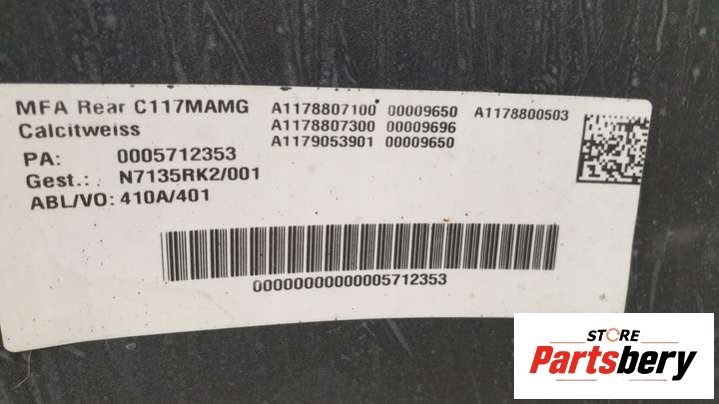 MFA Rear C117MAMG A1178807100 00009650 A1178800503
Calcitweiss A1178807300 00009696
A1179053901 00009650
PA: 0005712353
Gest.: N7135RK2/001
ABL/VO: 410A/401
00000000000005712353
STORE
Partsbery